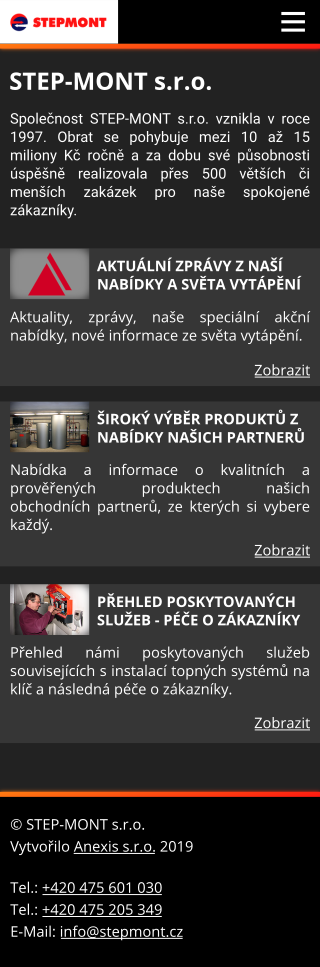 STEPMONT
STEP-MONT s.r.o.
Společnost STEP-MONT s.r.o. vznikla v roce
1997. Obrat se pohybuje mezi 10 až 15
miliony Kč ročně a za dobu své působnosti
úspěšně realizovala přes 500 větších či
menších zakázek pro naše spokojené
zákazníky.
AKTUÁLNÍ ZPRÁVY Z NAŠÍ
NABÍDKY A SVĚTA VYTÁPĚNÍ
Aktuality, zprávy, naše speciální akční
nabídky, nové informace ze světa vytápění.
Zobrazit
ŠIROKÝ VÝBĚR PRODUKTŮ Z
NABÍDKY NAŠICH PARTNERŮ
Nabídka a informace o kvalitních a
prověřených produktech našich
obchodních partnerů, ze kterých si vybere
každý.
Zobrazit
PŘEHLED POSKYTOVANÝCH
SLUŽEB - PÉČE O ZÁKAZNÍKY
Přehled námi poskytovaných služeb
souvisejících s instalací topných systémů na
klíč a následná péče o zákazníky.
Zobrazit
© STEP-MONT s.r.o.
Vytvořilo Anexis s.r.o. 2019
Tel.: +420 475 601 030
Tel.: +420 475 205 349
E-Mail: info@stepmont.cz